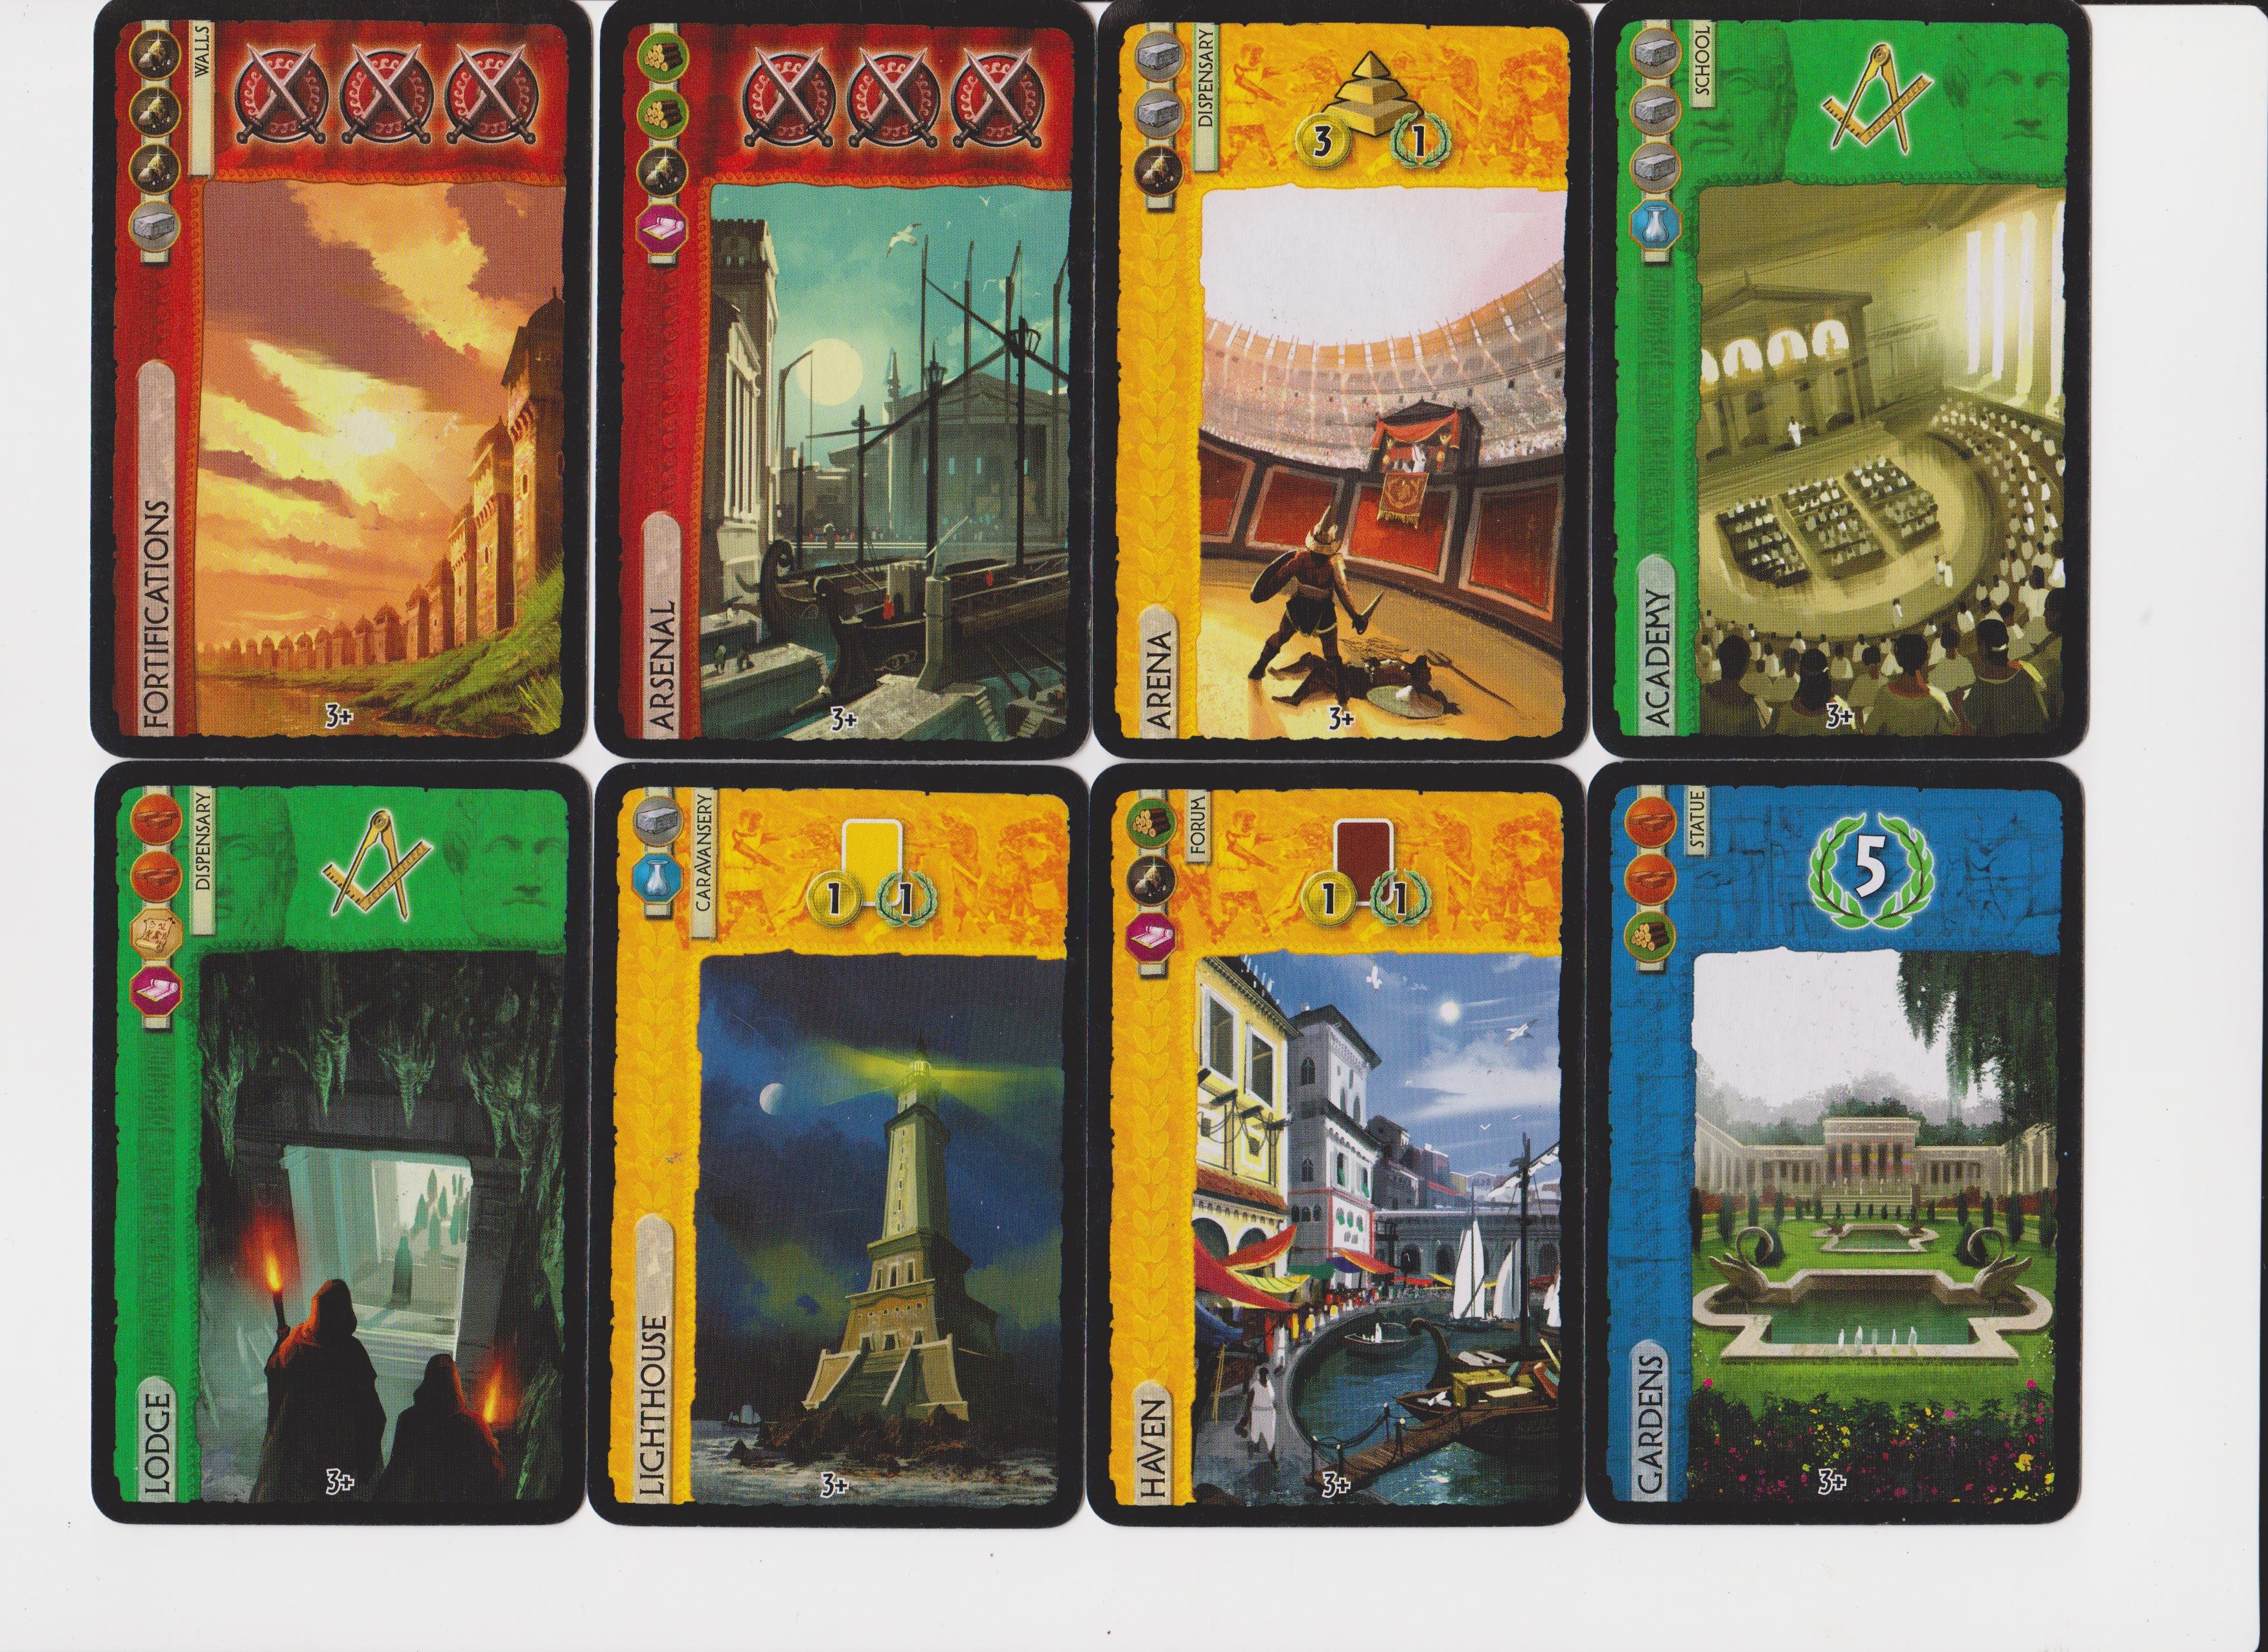 WALLS
FORTIFICATIONS
3+
ARSENAL
3+
DISPENSARY
3
1
ARENA
3+
SCHOOL
ACADEMY
3+
DISPENSARY
LODGE
3+
CARAVANSERY
1
1
LIGHTHOUSE
3+
FORUM
1
1
HAVEN
3+
STATUE
5
GARDENS
3+